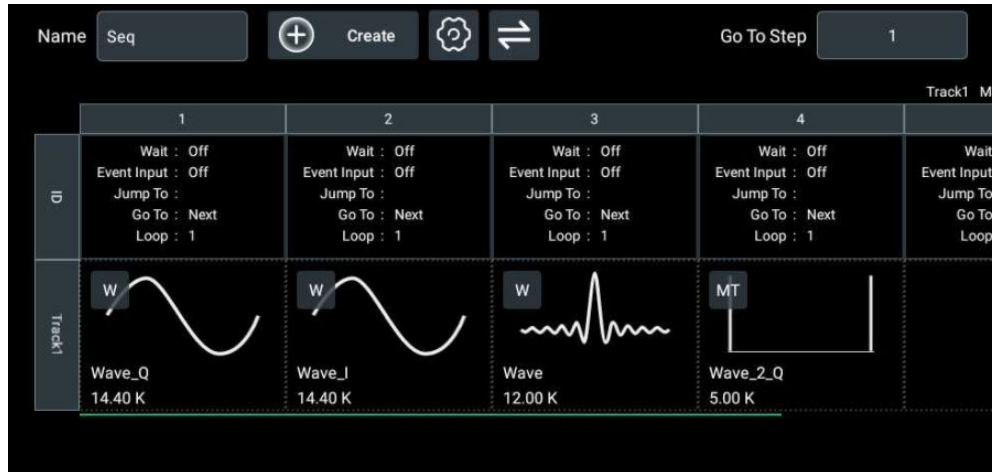 Name Seq Create Go To Step 1
Track1 M
1 2 3 4
ID
Wait : Off Wait : Off Wait : Off Wait : Off Wait
Event Input : Off Event Input : Off Event Input : Off Event Input : Off Event Input
Jump To : Jump To : Jump To : Jump To : Jump To
Go To : Next Go To : Next Go To : Next Go To : Next Go To
Loop : 1 Loop : 1 Loop : 1 Loop : 1 Loop
Track1
W W W MT
Wave_Q Wave_I Wave Wave_2_Q
14.40 K 14.40 K 12.00 K 5.00 K